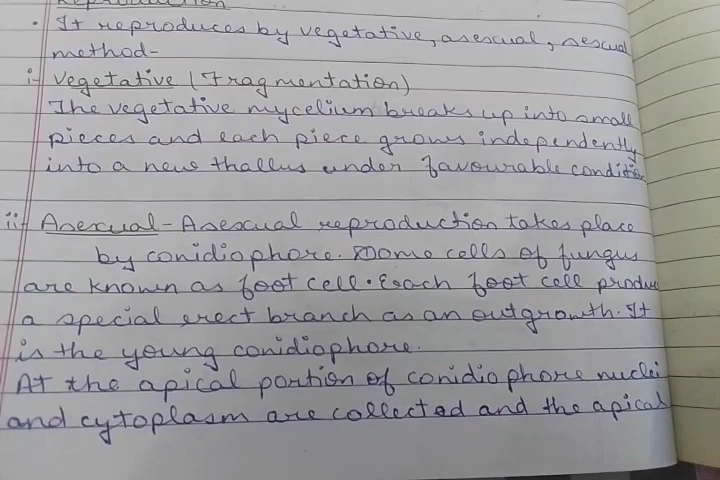 Reproduction
• It reproduces by vegetative, asexual, sexual
method-
i- Vegetative (Fragmentation)
The vegetative mycelium breaks up into small
pieces and each piece grows independently
into a new thallus under favourable condition
ii- Asexual - Asexual reproduction takes place
by conidiophore. Some cells of fungus
are known as foot cell. Each foot cell produc
a special erect branch as an outgrowth. It
is the young conidiophore.
At the apical portion of conidiophore nuclei
and cytoplasm are collected and the apical